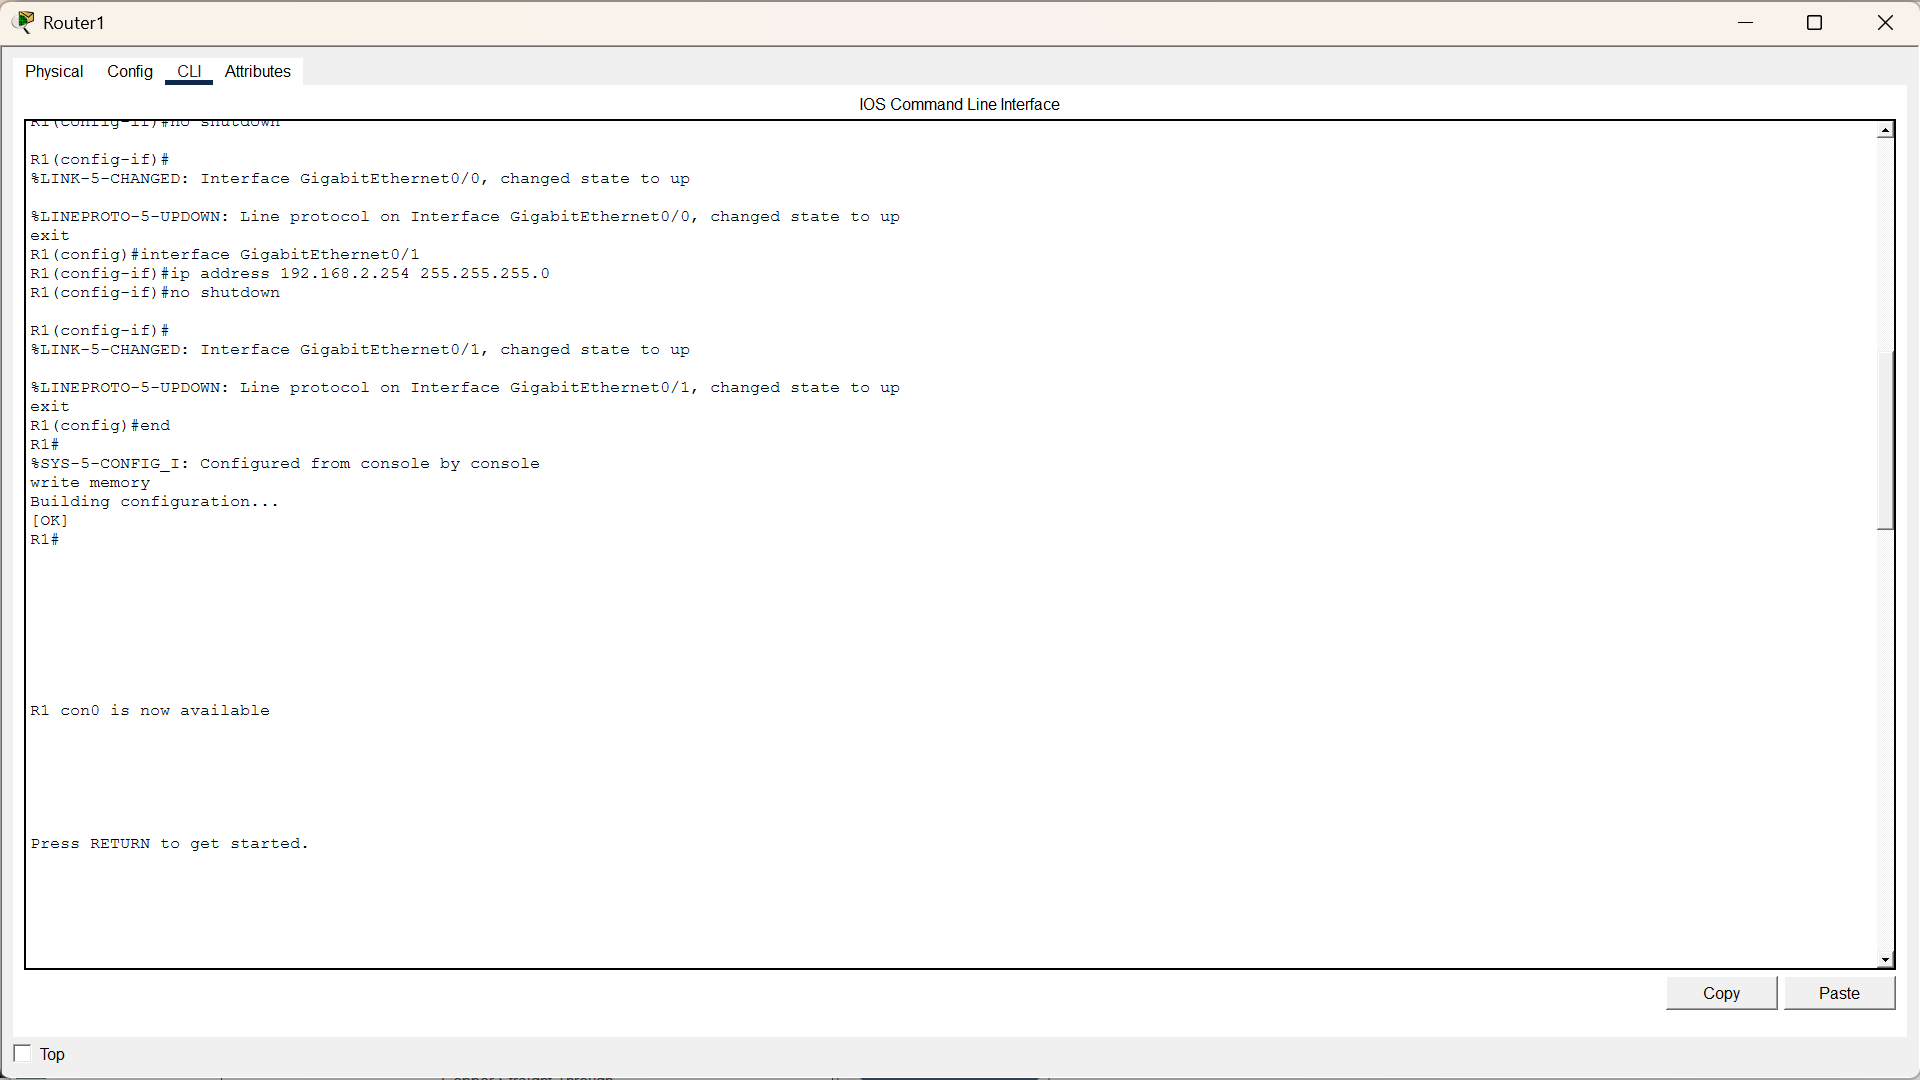 Router1
Physical Config CLI Attributes
IOS Command Line Interface
R1(config-if)#no shutdown
R1(config-if)#
%LINK-5-CHANGED: Interface GigabitEthernet0/0, changed state to up
%LINEPROTO-5-UPDOWN: Line protocol on Interface GigabitEthernet0/0, changed state to up
exit
R1(config)#interface GigabitEthernet0/1
R1(config-if)#ip address 192.168.2.254 255.255.255.0
R1(config-if)#no shutdown
R1(config-if)#
%LINK-5-CHANGED: Interface GigabitEthernet0/1, changed state to up
%LINEPROTO-5-UPDOWN: Line protocol on Interface GigabitEthernet0/1, changed state to up
exit
R1(config)#end
R1#
%SYS-5-CONFIG_I: Configured from console by console
write memory
Building configuration...
[OK]
R1#
R1 con0 is now available
Press RETURN to get started.
Copy Paste
Top